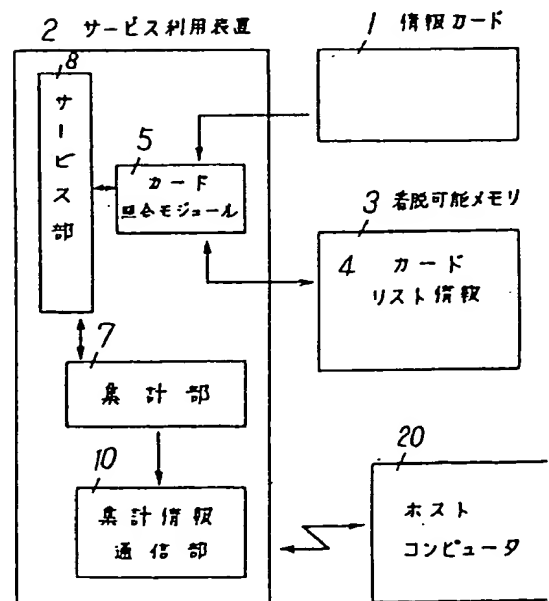 2 サービス利用装置
1 情報カード
8
サービス部
5
カード
照合モジュール
3 着脱可能メモリ
4 カード
リスト情報
7
集計部
10
集計情報
通信部
20
ホスト
コンピュータ